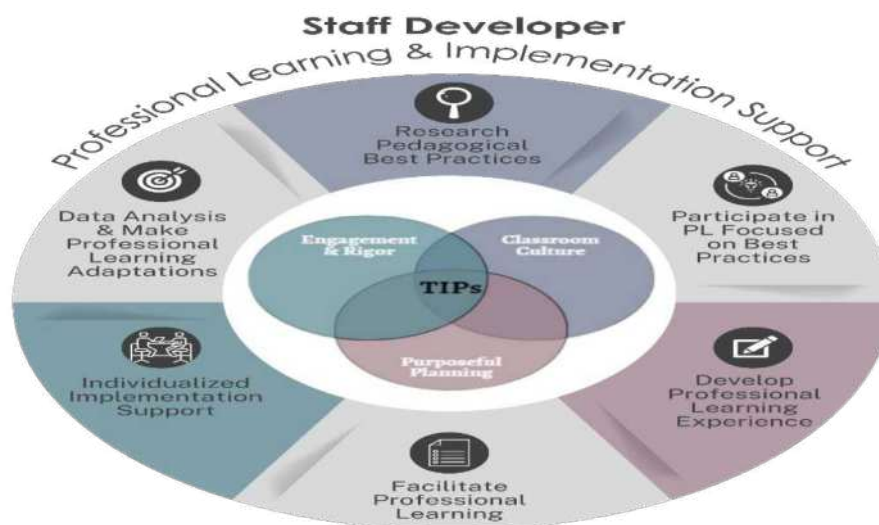 Staff Developer
Professional Learning & Implementation Support
Research
Pedagogical
Best Practices
Participate in
PL Focused
on Best
Practices
Develop
Professional
Learning
Experience
Facilitate
Professional
Learning
Individualized
Implementation
Support
Data Analysis
& Make
Professional
Learning
Adaptations
Engagement
& Rigor
Classroom
Culture
TIPs
Purposeful
Planning